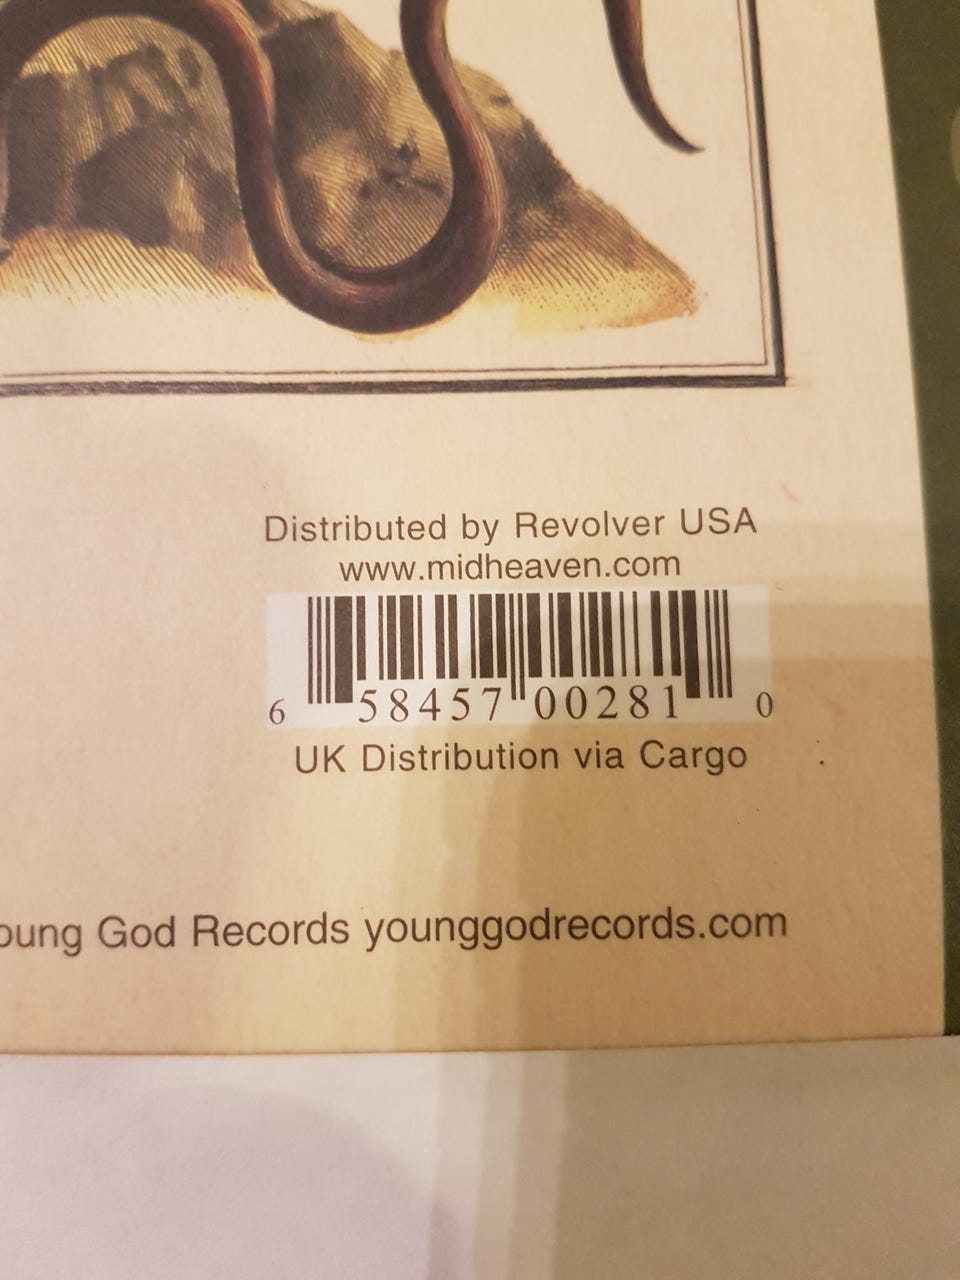 Distributed by Revolver USA
www.midheaven.com
6 58457 00281 0
UK Distribution via Cargo
oung God Records younggodrecords.com